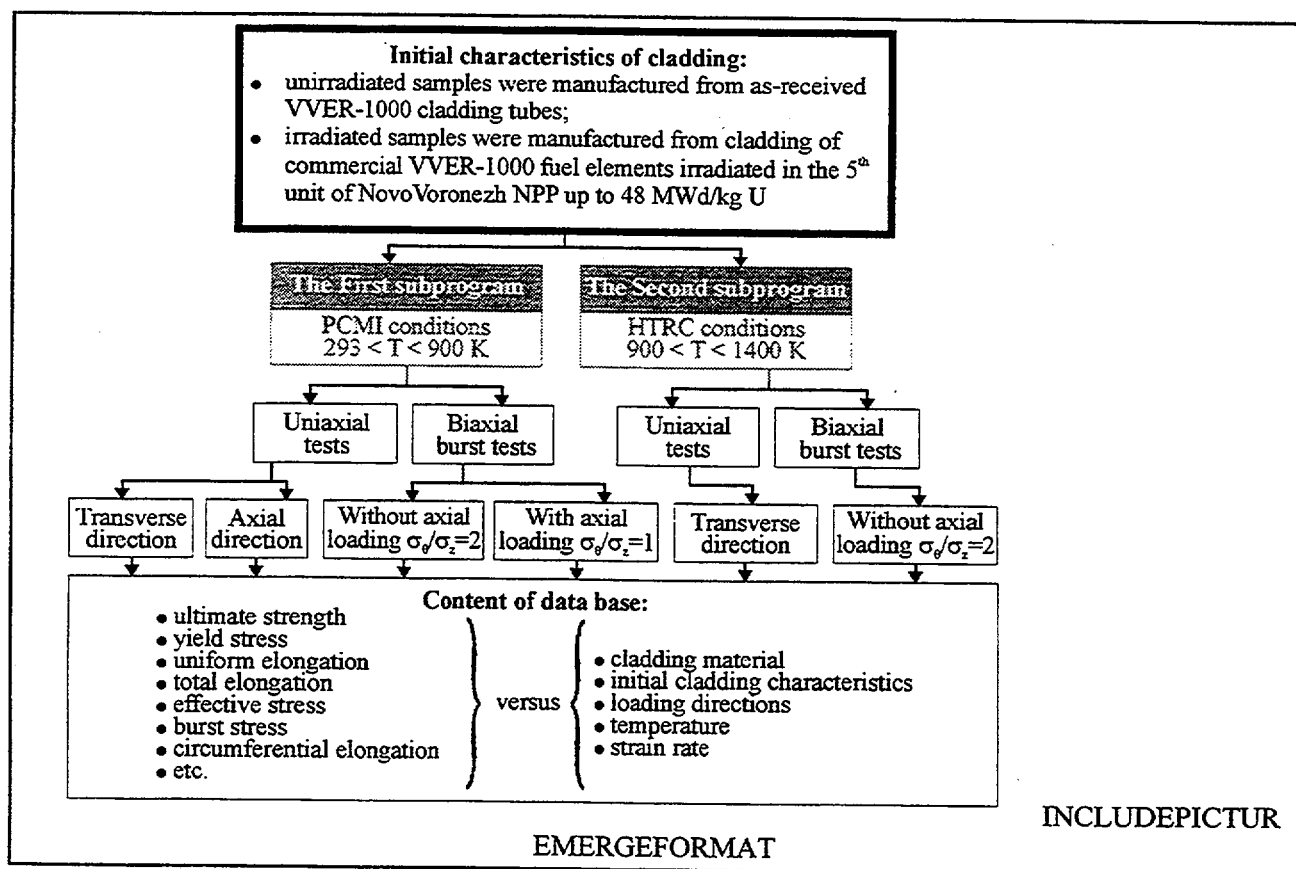 Initial characteristics of cladding:
• unirradiated samples were manufactured from as-received
VVER-1000 cladding tubes;
• irradiated samples were manufactured from cladding of
commercial VVER-1000 fuel elements irradiated in the 5th
unit of NovoVoronezh NPP up to 48 MWd/kg U
The First subprogram
PCMI conditions
293 < T < 900 K
The Second subprogram
HTRC conditions
900 < T < 1400 K
Uniaxial
tests
Biaxial
burst tests
Uniaxial
tests
Biaxial
burst tests
Transverse
direction
Axial
direction
Without axial
loading σθ/σz=2
With axial
loading σθ/σz=1
Transverse
direction
Without axial
loading σθ/σz=2
Content of data base:
• ultimate strength
• yield stress
• uniform elongation
• total elongation
• effective stress
• burst stress
• circumferential elongation
• etc.
versus
• cladding material
• initial cladding characteristics
• loading directions
• temperature
• strain rate
INCLUDEPICTUR
EMERGEFORMAT